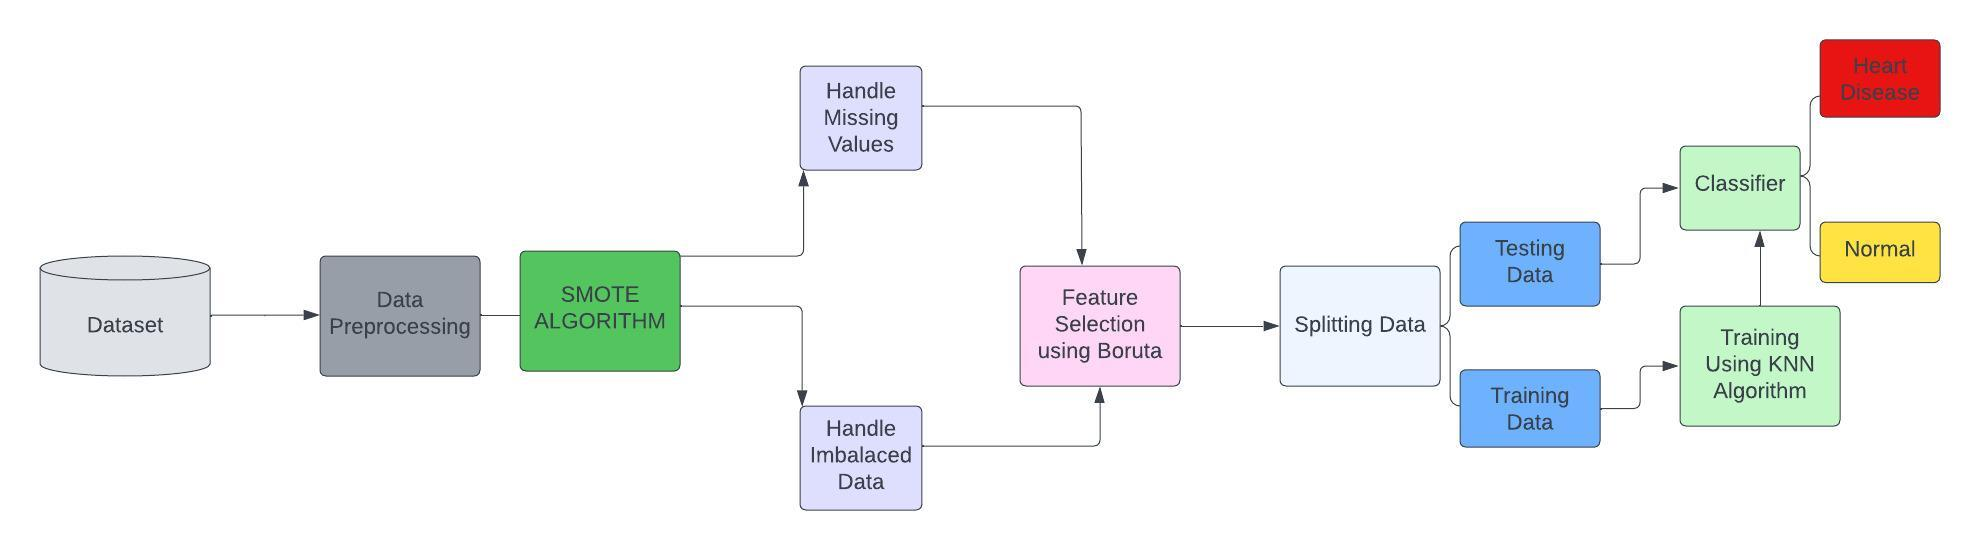 Dataset
Data
Preprocessing
SMOTE
ALGORITHM
Handle
Missing
Values
Handle
Imbalaced
Data
Feature
Selection
using Boruta
Splitting Data
Testing
Data
Training
Data
Classifier
Training
Using KNN
Algorithm
Heart
Disease
Normal